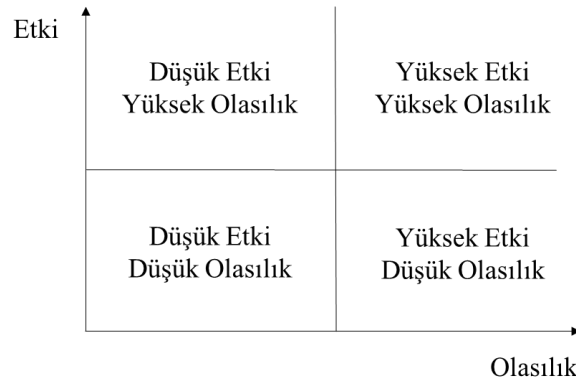 Etki
Düşük Etki
Yüksek Olasılık
Yüksek Etki
Yüksek Olasılık
Düşük Etki
Düşük Olasılık
Yüksek Etki
Düşük Olasılık
Olasılık